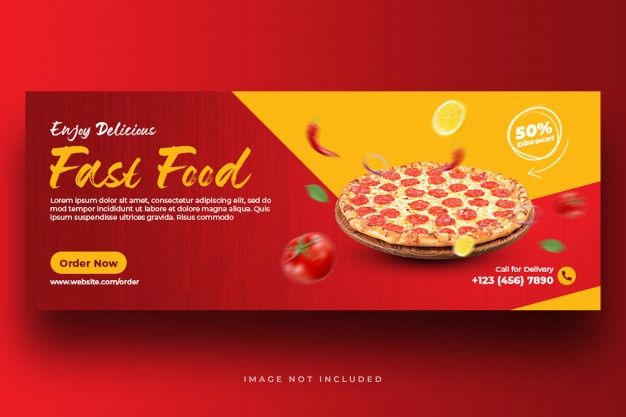 Enjoy Delicious
Fast Food
Lorem ipsum dolor sit amet, consectetur
adipiscing elit, sed do eiusmod tempor
incididunt ut labore et dolore magna aliqua.
Quis ipsum suspendisse ultrices gravida.
Risus commodo
Order Now
www.website.com/order
50%
Discount
Call for Delivery
+123 (456) 7890
IMAGE NOT INCLUDED